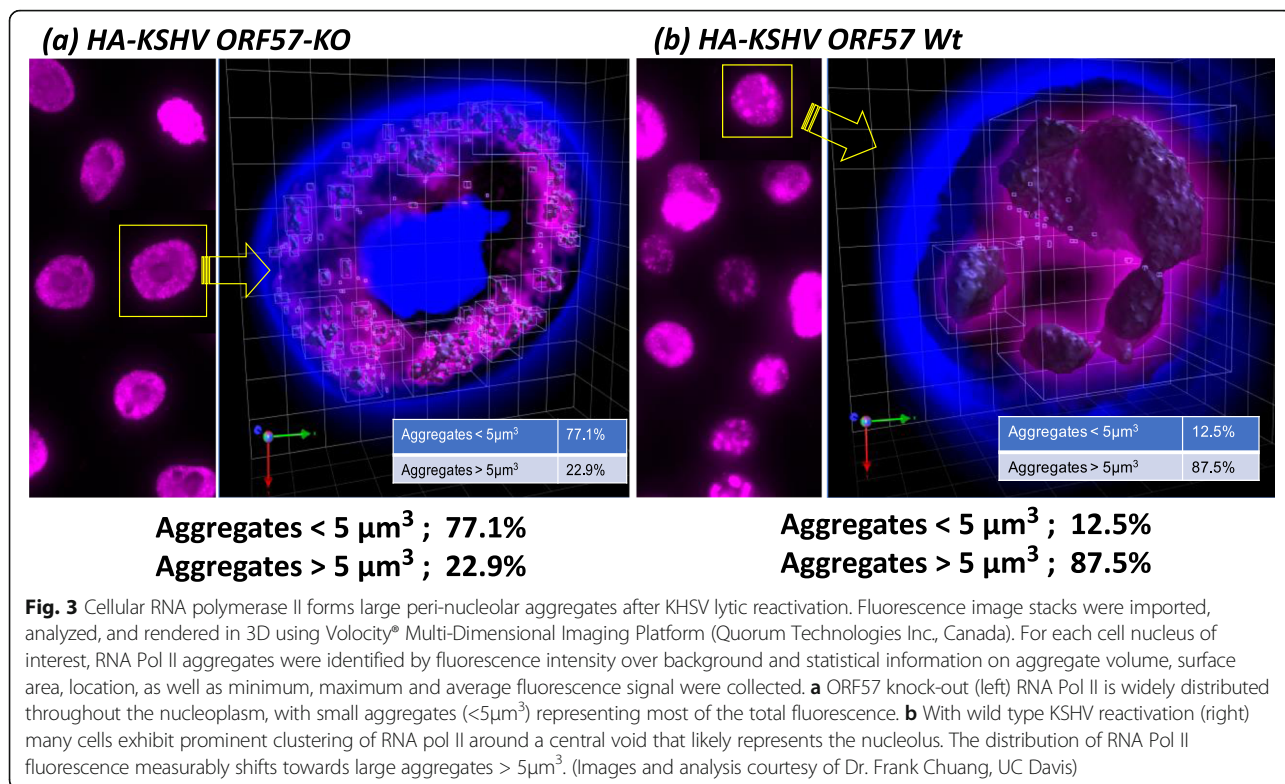 (a) HA-KSHV ORF57-KO
(b) HA-KSHV ORF57 Wt
Aggregates < 5µm³ 77.1%
Aggregates > 5µm³ 22.9%
Aggregates < 5µm³ 12.5%
Aggregates > 5µm³ 87.5%
Aggregates < 5 µm³ ; 77.1%
Aggregates > 5 µm³ ; 22.9%
Aggregates < 5 µm³ ; 12.5%
Aggregates > 5 µm³ ; 87.5%
Fig. 3 Cellular RNA polymerase II forms large peri-nucleolar aggregates after KHSV lytic reactivation. Fluorescence image stacks were imported,
analyzed, and rendered in 3D using Volocity® Multi-Dimensional Imaging Platform (Quorum Technologies Inc., Canada). For each cell nucleus of
interest, RNA Pol II aggregates were identified by fluorescence intensity over background and statistical information on aggregate volume, surface
area, location, as well as minimum, maximum and average fluorescence signal were collected. a ORF57 knock-out (left) RNA Pol II is widely distributed
throughout the nucleoplasm, with small aggregates (<5µm³) representing most of the total fluorescence. b With wild type KSHV reactivation (right)
many cells exhibit prominent clustering of RNA pol II around a central void that likely represents the nucleolus. The distribution of RNA Pol II
fluorescence measurably shifts towards large aggregates > 5µm³. (Images and analysis courtesy of Dr. Frank Chuang, UC Davis)